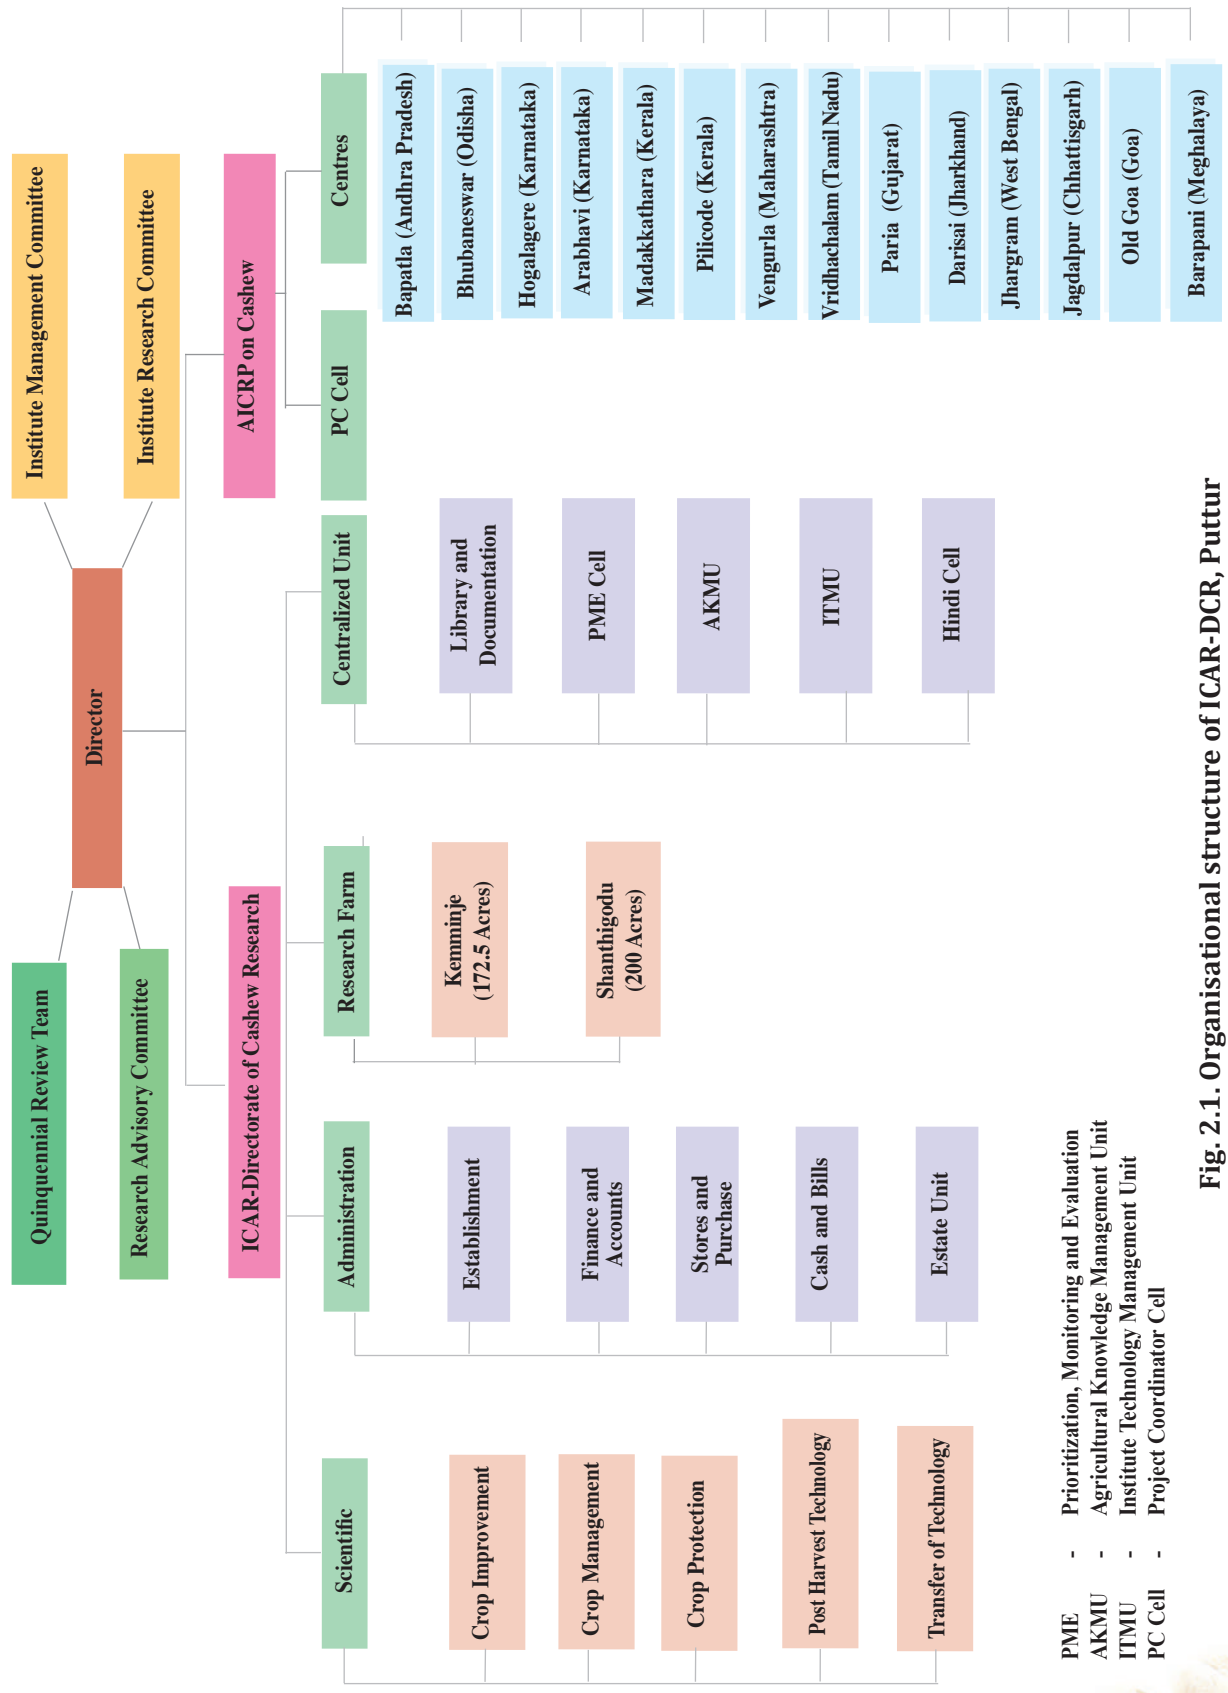 Quinquennial Review Team
Institute Management Committee
Director
Research Advisory Committee
Institute Research Committee
ICAR-Directorate of Cashew Research
AICRP on Cashew
Scientific
Administration
Research Farm
Centralized Unit
PC Cell
Centres
Crop Improvement
Crop Management
Crop Protection
Post Harvest Technology
Transfer of Technology
Establishment
Finance and
Accounts
Stores and
Purchase
Cash and Bills
Estate Unit
Kemminje
(172.5 Acres)
Shanthigodu
(200 Acres)
Library and
Documentation
PME Cell
AKMU
ITMU
Hindi Cell
Bapatla (Andhra Pradesh)
Bhubaneswar (Odisha)
Hogalagere (Karnataka)
Arabhavi (Karnataka)
Madakkathara (Kerala)
Pilicode (Kerala)
Vengurla (Maharashtra)
Vridhachalam (Tamil Nadu)
Paria (Gujarat)
Darisai (Jharkhand)
Jhargram (West Bengal)
Jagdalpur (Chhattisgarh)
Old Goa (Goa)
Barapani (Meghalaya)
PME - Prioritization, Monitoring and Evaluation
AKMU - Agricultural Knowledge Management Unit
ITMU - Institute Technology Management Unit
PC Cell - Project Coordinator Cell
Fig. 2.1. Organisational structure of ICAR-DCR, Puttur